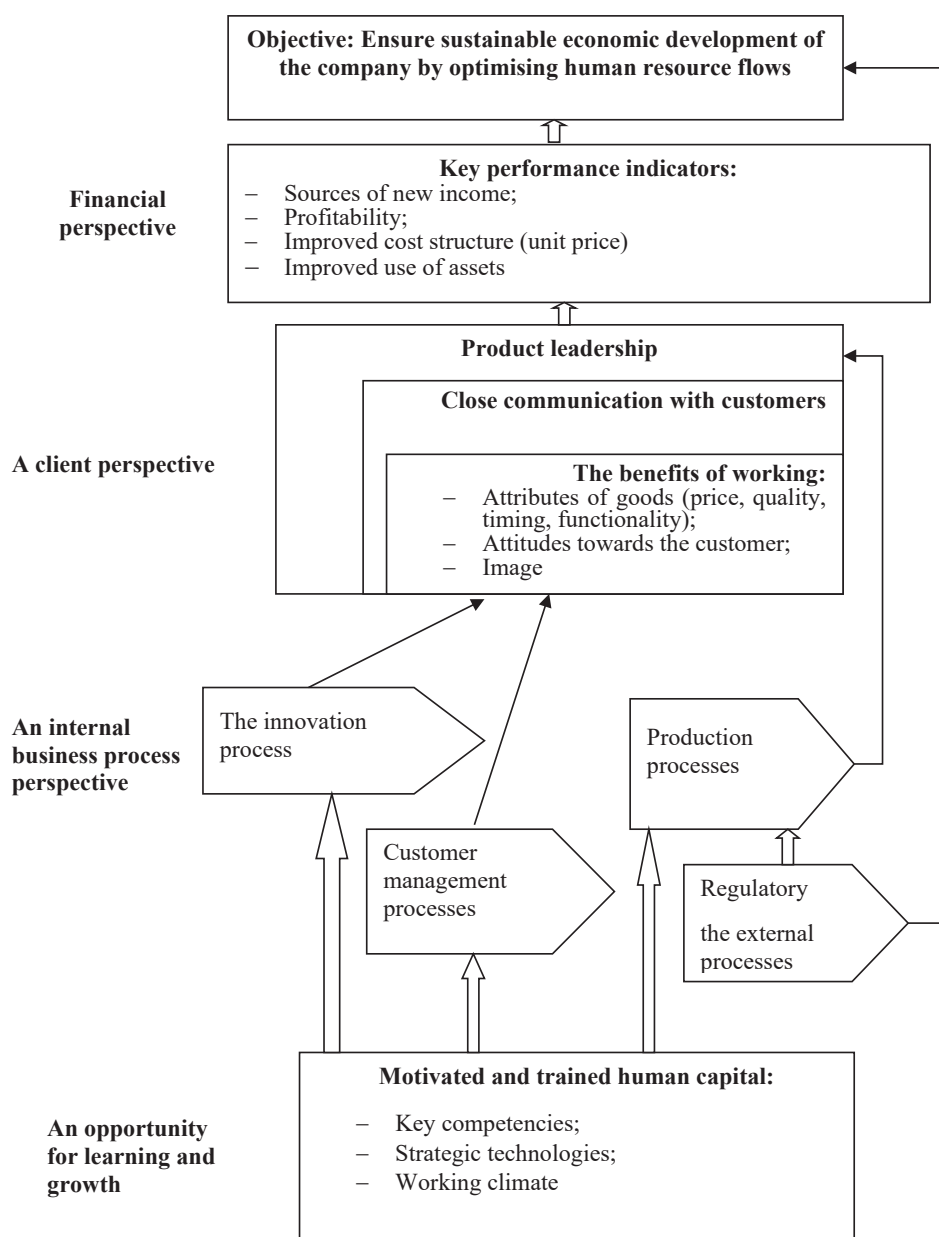 Objective: Ensure sustainable economic development of
the company by optimising human resource flows
Financial
perspective
Key performance indicators:
– Sources of new income;
– Profitability;
– Improved cost structure (unit price)
– Improved use of assets
A client perspective
Product leadership
Close communication with customers
The benefits of working:
– Attributes of goods (price, quality,
timing, functionality);
– Attitudes towards the customer;
– Image
An internal
business process
perspective
The innovation
process
Customer
management
processes
Production
processes
Regulatory
the external
processes
An opportunity
for learning and
growth
Motivated and trained human capital:
– Key competencies;
– Strategic technologies;
– Working climate